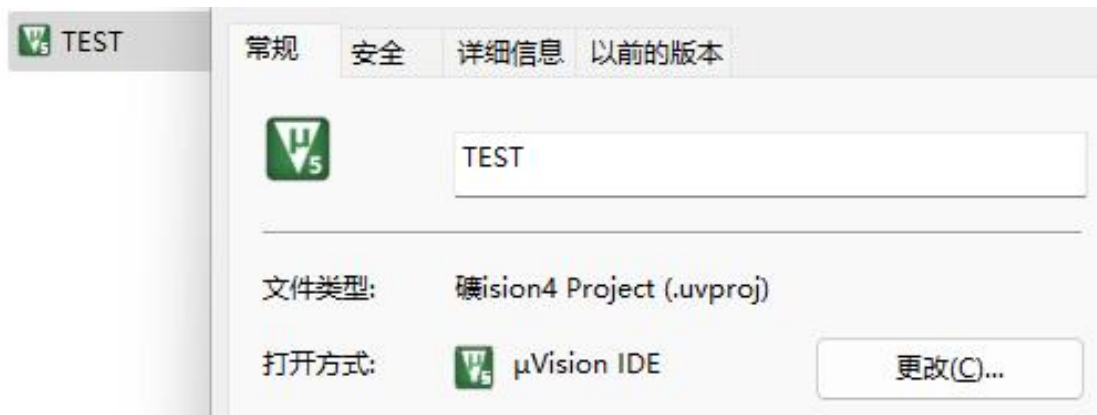 TEST
常规 安全 详细信息 以前的版本
TEST
文件类型: 礦ision4 Project (.uvproj)
打开方式: µVision IDE 更改(C)...